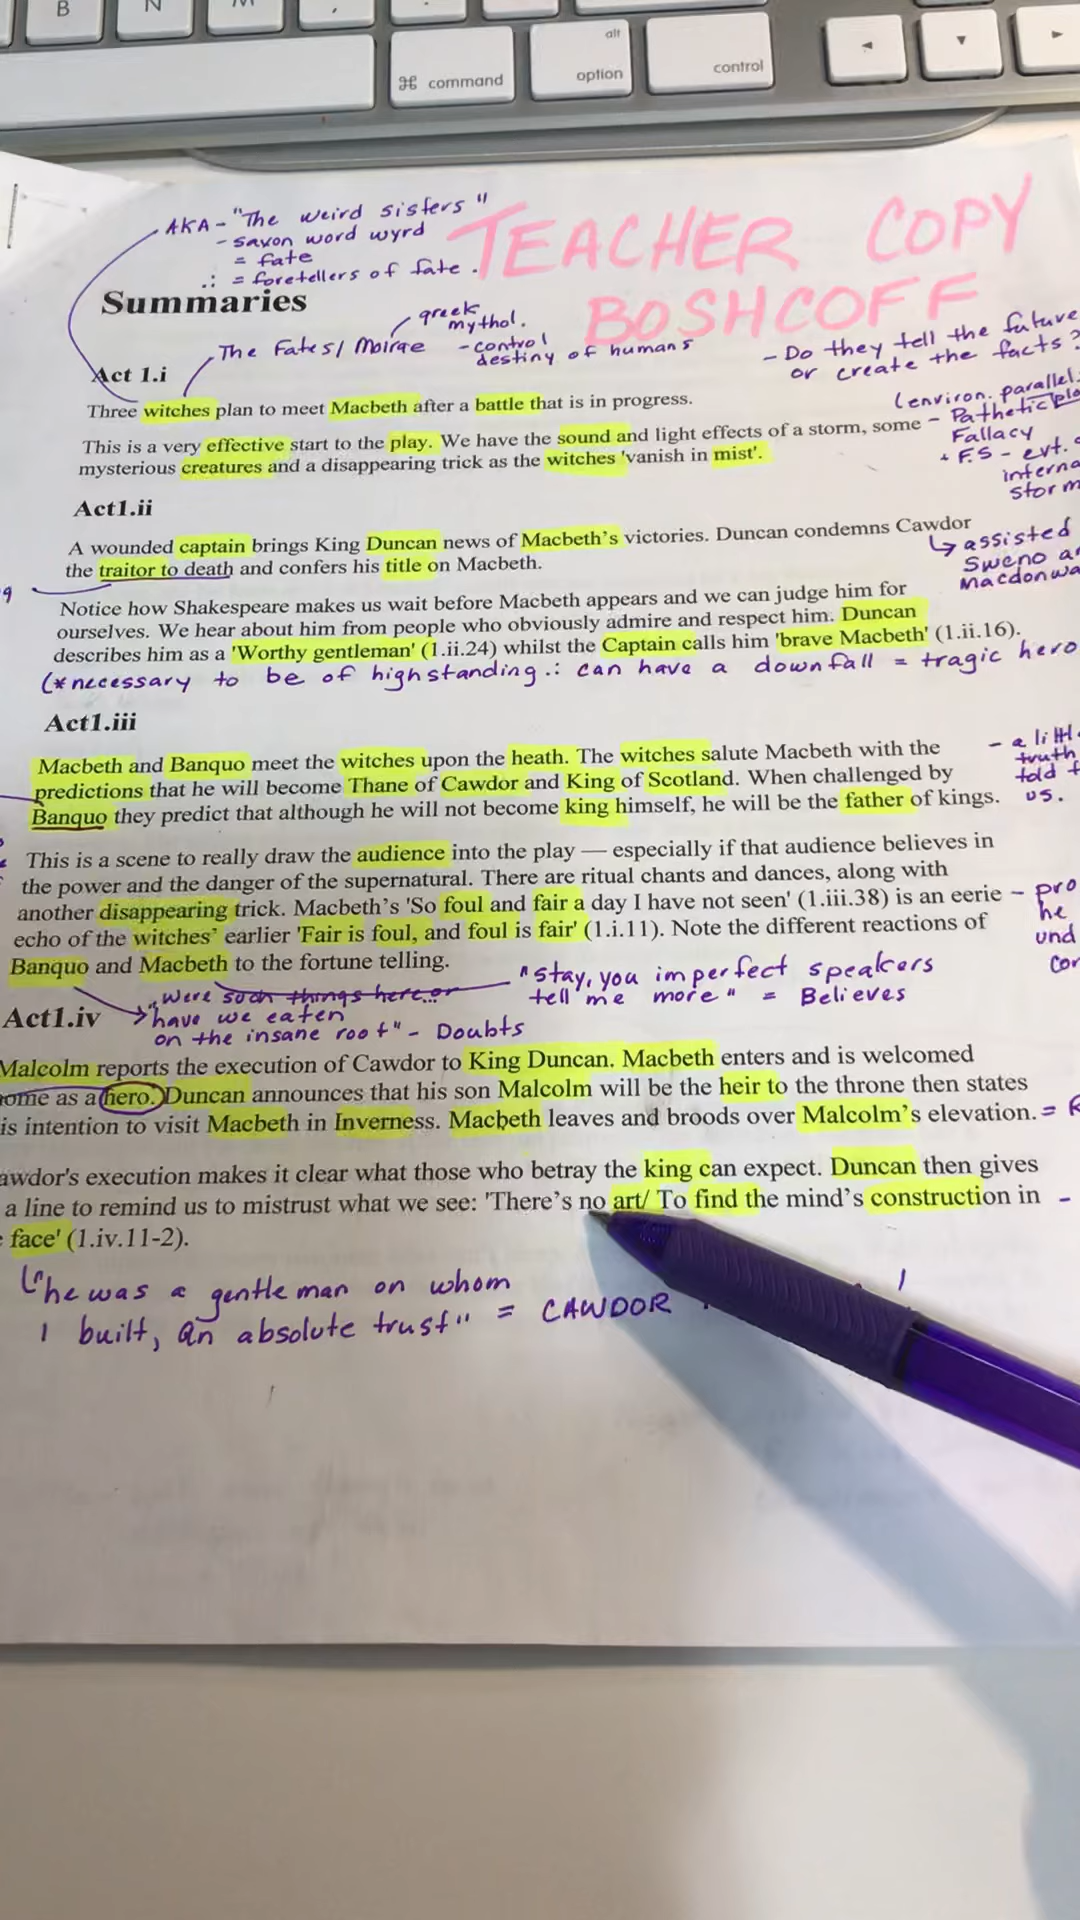 B N M ,
⌘ command
alt
option
control
AKA - "The weird sisters"
- saxon word wyrd
= fate
∴ = foretellers of fate.
TEACHER COPY
BOSHCOFF
Summaries
greek
mythol.
The Fates/ Moirae - control
destiny of humans
- Do they tell the future
or create the facts?
Act 1.i
Three witches plan to meet Macbeth after a battle that is in progress.
(environ. parallel
This is a very effective start to the play. We have the sound and light effects of a storm, some - Pathetic
mysterious creatures and a disappearing trick as the witches 'vanish in mist'.
Fallacy
+ F.S - evt.
interna
storm
Act1.ii
A wounded captain brings King Duncan news of Macbeth's victories. Duncan condemns Cawdor
the traitor to death and confers his title on Macbeth.
assisted
Sweno a
macdonwa
Notice how Shakespeare makes us wait before Macbeth appears and we can judge him for
ourselves. We hear about him from people who obviously admire and respect him. Duncan
describes him as a 'Worthy gentleman' (1.ii.24) whilst the Captain calls him 'brave Macbeth' (1.ii.16).
(*necessary to be of high standing ∴ can have a downfall = tragic hero
Act1.iii
Macbeth and Banquo meet the witches upon the heath. The witches salute Macbeth with the
predictions that he will become Thane of Cawdor and King of Scotland. When challenged by
Banquo they predict that although he will not become king himself, he will be the father of kings.
- a littl
truth
told t
us.
This is a scene to really draw the audience into the play — especially if that audience believes in
the power and the danger of the supernatural. There are ritual chants and dances, along with
another disappearing trick. Macbeth's 'So foul and fair a day I have not seen' (1.iii.38) is an eerie
echo of the witches' earlier 'Fair is foul, and foul is fair' (1.i.11). Note the different reactions of
Banquo and Macbeth to the fortune telling.
- pro
he
und
cor
"stay, you imperfect speakers
tell me more" = Believes
"were such things here... or
have we eaten
on the insane root" - Doubts
Act1.iv
Malcolm reports the execution of Cawdor to King Duncan. Macbeth enters and is welcomed
ome as a hero. Duncan announces that his son Malcolm will be the heir to the throne then states
is intention to visit Macbeth in Inverness. Macbeth leaves and broods over Malcolm's elevation. =
awdor's execution makes it clear what those who betray the king can expect. Duncan then gives
a line to remind us to mistrust what we see: 'There's no art/ To find the mind's construction in -
face' (1.iv.11-2).
"he was a gentleman on whom
I built, an absolute trust" = CAWDOR